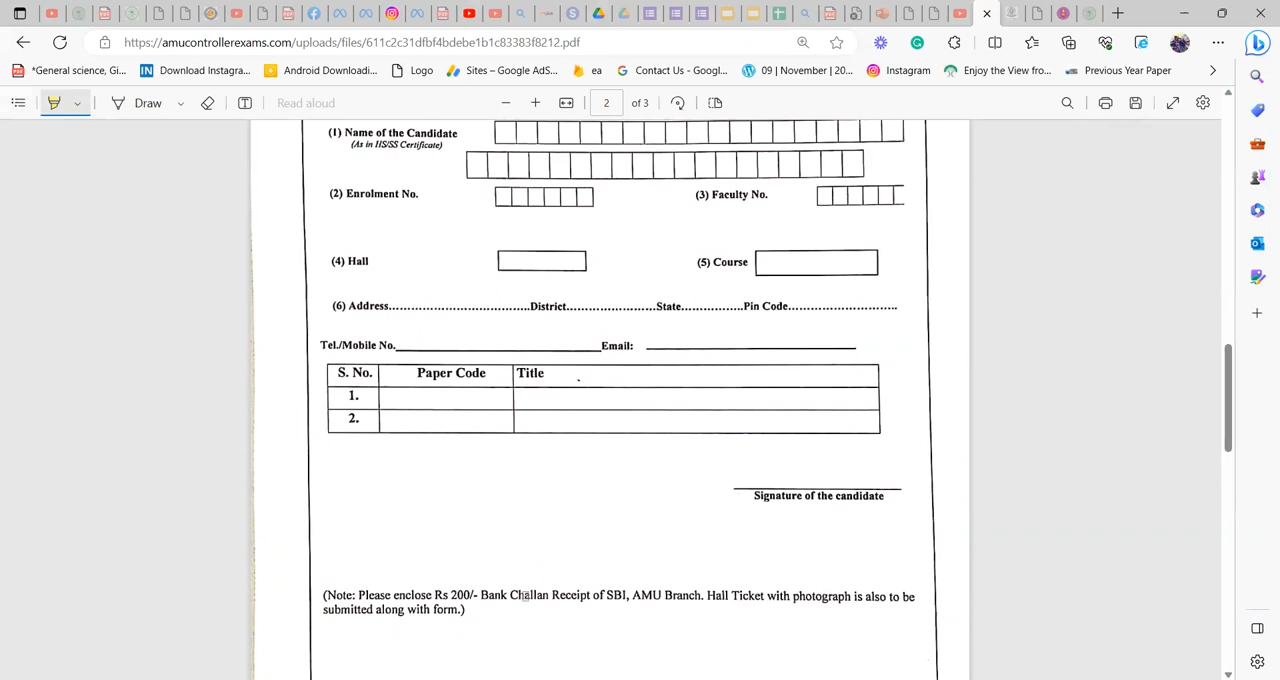 https://amucontrollerexams.com/uploads/files/611c2c31dfbf4bdebe1b1c83383f8212.pdf
*General science, Gi... Download Instagra... Android Downloadi... Logo Sites – Google AdS... ea Contact Us - Googl... 09 | November | 20... Instagram Enjoy the View fro... Previous Year Paper
Draw Read aloud 2 of 3
(1) Name of the Candidate
(As in HS/SS Certificate)
(2) Enrolment No. (3) Faculty No.
(4) Hall (5) Course
(6) Address....................................District.......................State................Pin Code...........................
Tel./Mobile No.____________________Email: ____________________
S. No. Paper Code Title
1.
2.
Signature of the candidate
(Note: Please enclose Rs 200/- Bank Challan Receipt of SBI, AMU Branch. Hall Ticket with photograph is also to be
submitted along with form.)